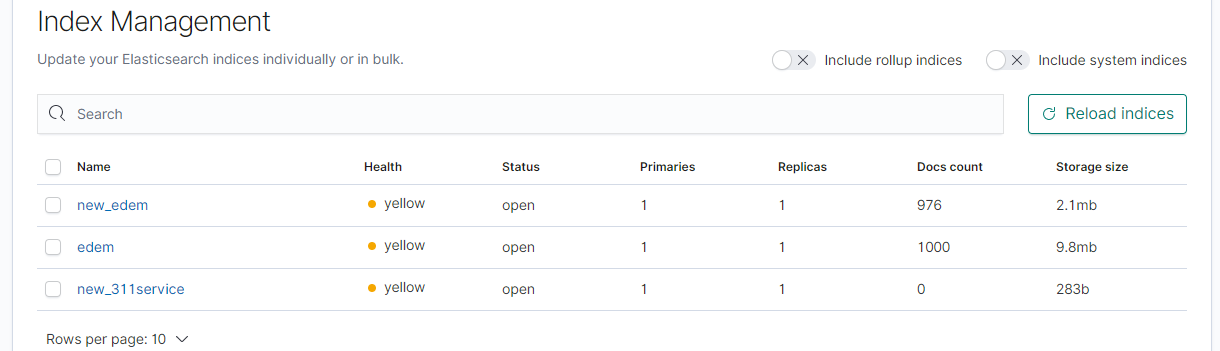 Index Management
Update your Elasticsearch indices individually or in bulk.
Include rollup indices Include system indices
Search
Reload indices
Name Health Status Primaries Replicas Docs count Storage size
new_edem yellow open 1 1 976 2.1mb
edem yellow open 1 1 1000 9.8mb
new_311service yellow open 1 1 0 283b
Rows per page: 10